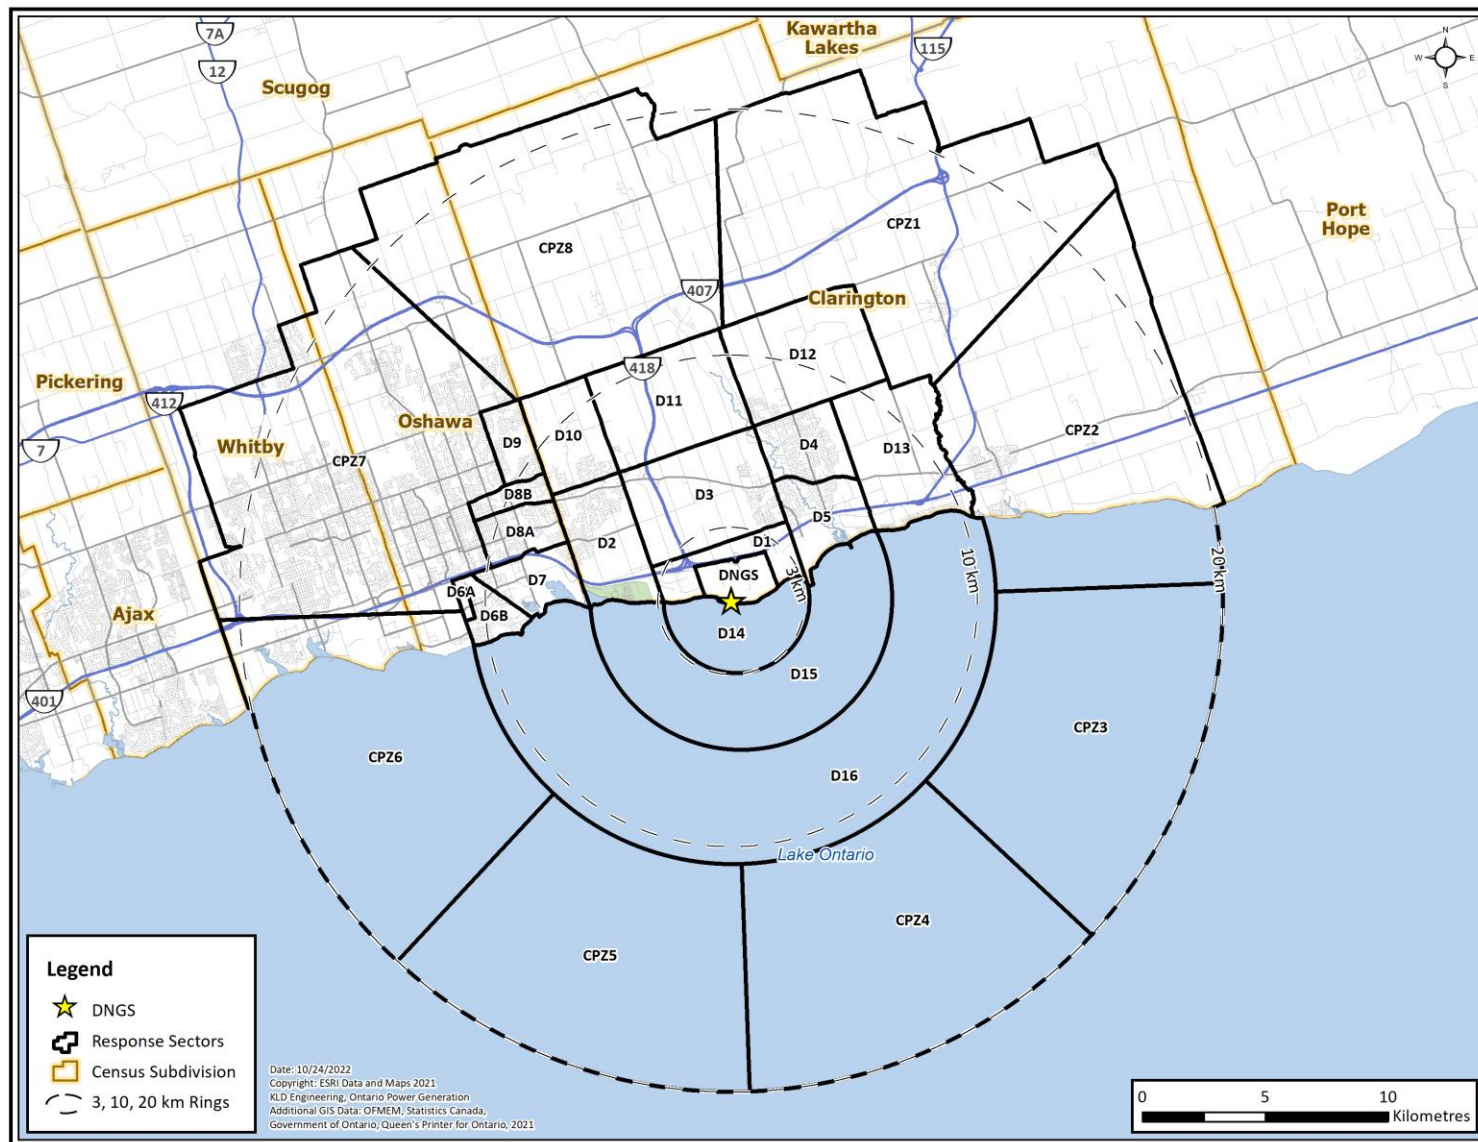 7A
12
Scugog
Kawartha
Lakes
115
N
W
E
S
Port
Hope
CPZ8
CPZ1
407
Clarington
D12
418
D11
Pickering
412
7
Whitby
Oshawa
CPZ7
D9
D10
D4
D13
CPZ2
D8B
D3
D8A
D2
D5
D1
D7
DNGS
3 km
10 km
20 km
D6A
D6B
Ajax
401
D14
D15
CPZ3
CPZ6
D16
Lake Ontario
CPZ4
CPZ5
Legend
DNGS
Response Sectors
Census Subdivision
3, 10, 20 km Rings
Date: 10/24/2022
Copyright: ESRI Data and Maps 2021
KLD Engineering, Ontario Power Generation
Additional GIS Data: OFMEM, Statistics Canada,
Government of Ontario, Queen's Printer for Ontario, 2021
0 5 10
Kilometres